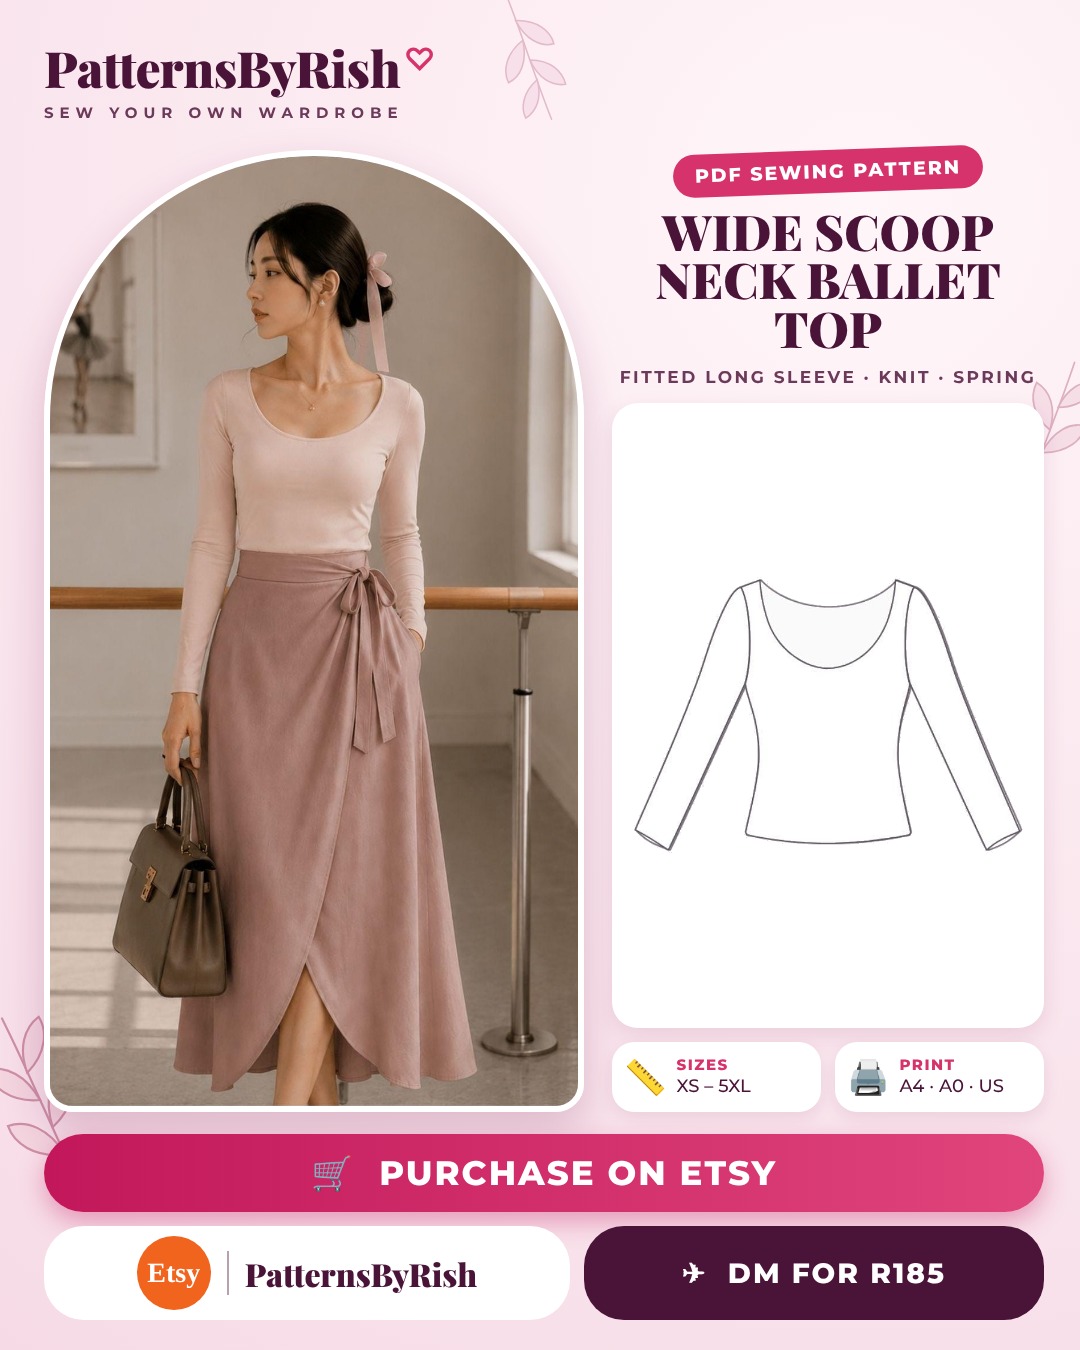 PatternsByRish
SEW YOUR OWN WARDROBE
PDF SEWING PATTERN
WIDE SCOOP
NECK BALLET
TOP
FITTED LONG SLEEVE · KNIT · SPRING
SIZES
XS – 5XL
PRINT
A4 · A0 · US
PURCHASE ON ETSY
Etsy
PatternsByRish
DM FOR R185